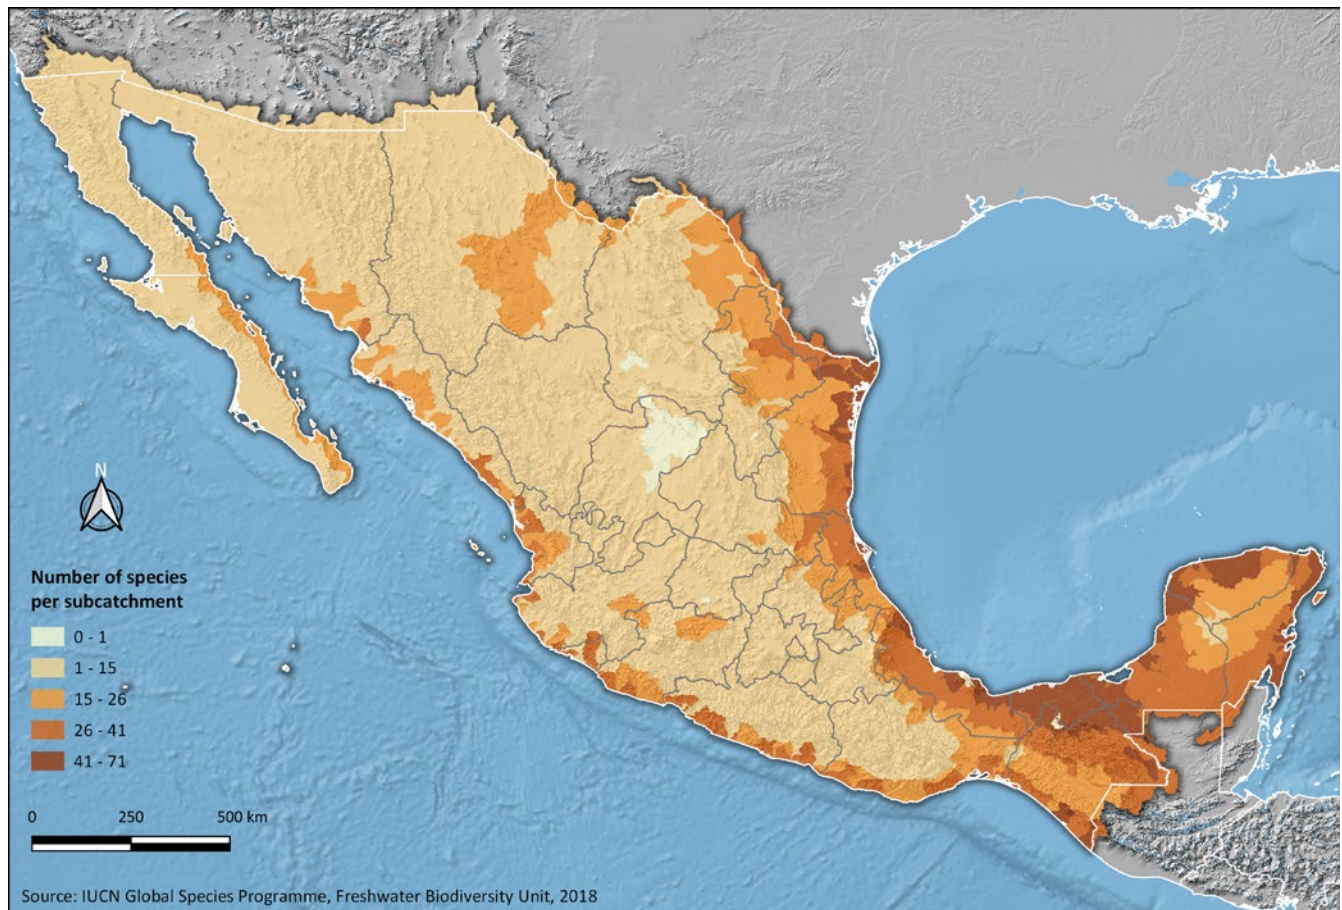 N
Number of species
per subcatchment
0 - 1
1 - 15
15 - 26
26 - 41
41 - 71
0 250 500 km
Source: IUCN Global Species Programme, Freshwater Biodiversity Unit, 2018